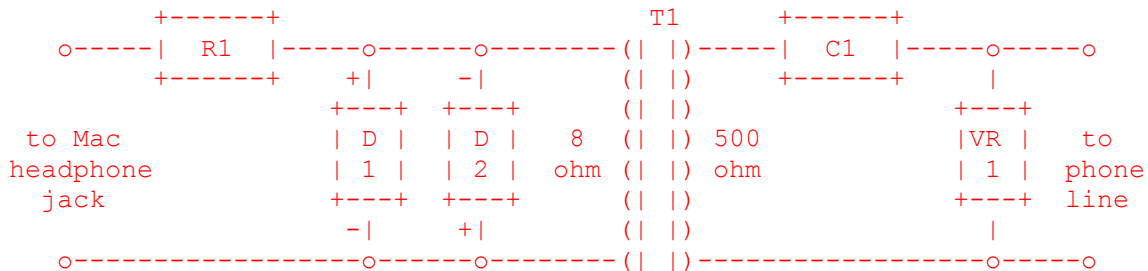 +------+                        T1      +------+
o-----|  R1  |-----o------o--------(| |)-----|  C1  |-----o-----o
         +------+    +|     -|        (| |)     +------+     |
                   +---+  +---+       (| |)                +---+
 to Mac            | D |  | D |   8   (| |) 500            |VR |   to
headphone          | 1 |  | 2 |  ohm  (| |) ohm            | 1 |  phone
  jack             +---+  +---+       (| |)                +---+  line
                     -|     +|        (| |)                  |
o------------------o------o--------(| |)------------------o-----o